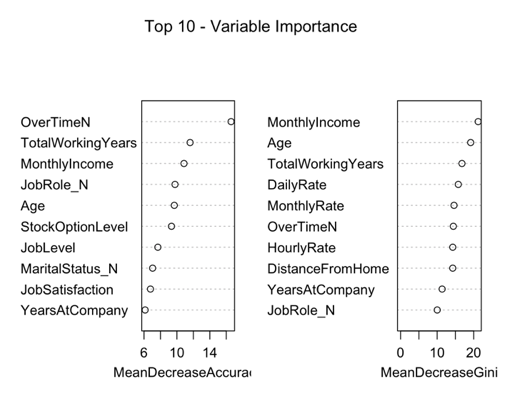 Top 10 - Variable Importance
OverTimeN
TotalWorkingYears
MonthlyIncome
JobRole_N
Age
StockOptionLevel
JobLevel
MaritalStatus_N
JobSatisfaction
YearsAtCompany
6 10 14
MeanDecreaseAccura
MonthlyIncome
Age
TotalWorkingYears
DailyRate
MonthlyRate
OverTimeN
HourlyRate
DistanceFromHome
YearsAtCompany
JobRole_N
0 10 20
MeanDecreaseGini